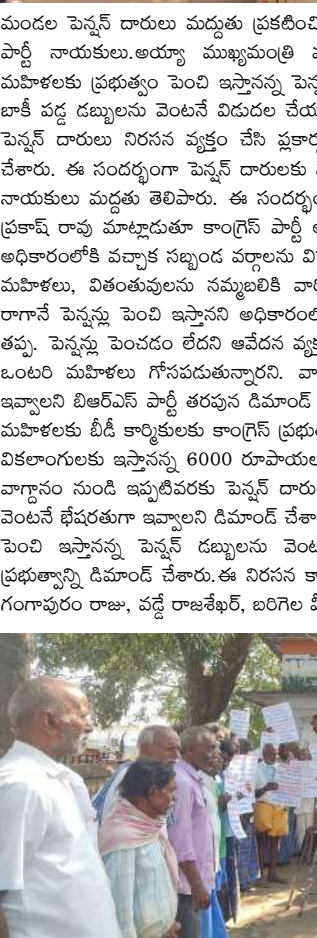 మండల పెన్షన్ దారులు మద్దతు ప్రకటించి
పార్టీ నాయకులు.అయ్యా ముఖ్యమంత్రి
మహిళలకు ప్రభుత్వం పెంచి ఇస్తానన్న పెన్ష
బాకీ పడ్డ డబ్బులను వెంటనే విడుదల చేయ
పెన్షన్ దారులు నిరసన వ్యక్తం చేసి ప్లకార్డ
చేశారు. ఈ సందర్భంగా పెన్షన్ దారులకు
నాయకులు మద్దతు తెలిపారు. ఈ సందర్భం
ప్రకాష్ రావు మాట్లాడుతూ కాంగ్రెస్ పార్టీ
అధికారంలోకి వచ్చాక సబ్బండ వర్గాలను వి
మహిళలు, వితంతువులను నమ్మబలికి వారి
రాగానే పెన్షన్లు పెంచి ఇస్తానని అధికారంల
తప్ప. పెన్షన్లు పెంచడం లేదని ఆవేదన వ్యక్
ఒంటరి మహిళలు గోసపడుతున్నారని. వా
ఇవ్వాలని బిఆర్ఎస్ పార్టీ తరపున డిమాండ్
మహిళలకు బీడీ కార్మికులకు కాంగ్రెస్ ప్రభు
వికలాంగులకు ఇస్తానన్న 6000 రూపాయల
వాగ్దానం నుండి ఇప్పటివరకు పెన్షన్ దారుల
వెంటనే భేషరతుగా ఇవ్వాలని డిమాండ్ చేశా
పెంచి ఇస్తానన్న పెన్షన్ డబ్బులను వెంట
ప్రభుత్వాన్ని డిమాండ్ చేశారు.ఈ నిరసన కా
గంగాపురం రాజు, వడ్డే రాజశేఖర్, బరిగెల వీ